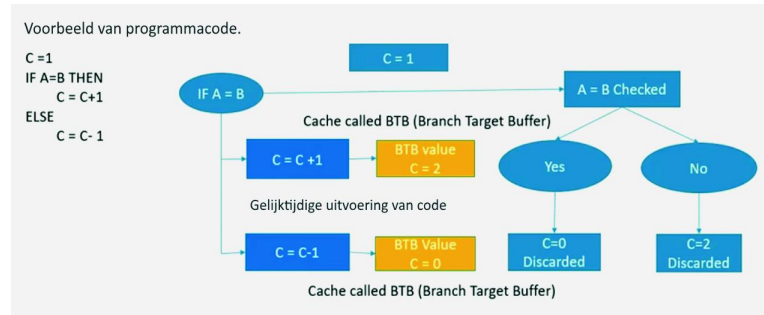 Voorbeeld van programmacode.
C =1
IF A=B THEN
C = C+1
ELSE
C = C- 1
C = 1
IF A = B
A = B Checked
Cache called BTB (Branch Target Buffer)
C = C +1
BTB value
C = 2
Yes
No
Gelijktijdige uitvoering van code
C = C-1
BTB Value
C = 0
C=0
Discarded
C=2
Discarded
Cache called BTB (Branch Target Buffer)